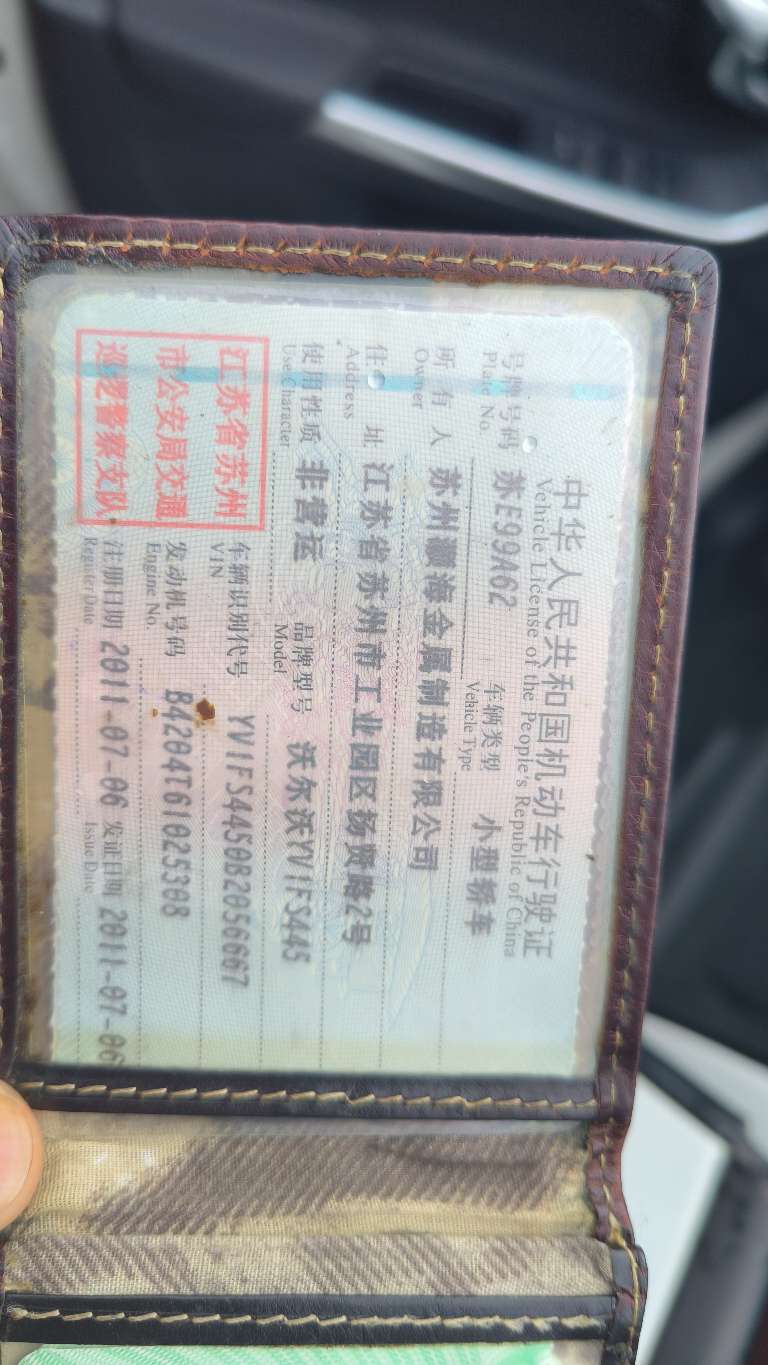 中华人民共和国机动车行驶证
Vehicle License of the People's Republic of China
号牌号码 苏E99A62 车辆类型 小型轿车
Plate No. Vehicle Type
所有人 苏州灏海金属制造有限公司
Owner
住址 江苏省苏州市工业园区扬贤路2号
Address
使用性质 非营运 品牌型号 沃尔沃YV1FS445
Use Character Model
江苏省苏州
市公安局交通
巡逻警察支队
车辆识别代号 YV1FS4450B2056667
VIN
发动机号码 B4204T61025308
Engine No.
注册日期 2011-07-06 发证日期 2011-07-06
Register Date Issue Date